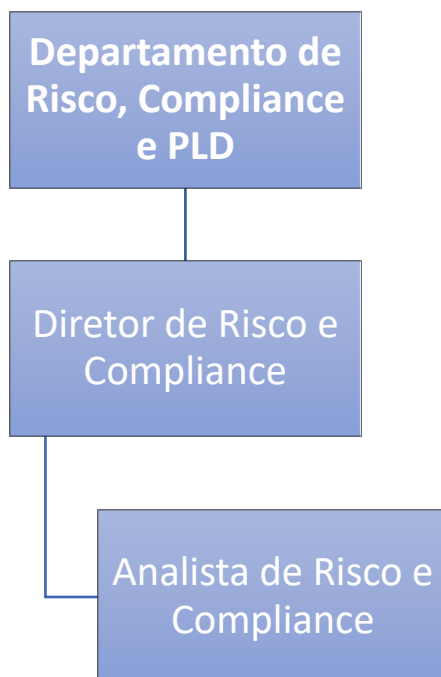 Departamento de
Risco, Compliance
e PLD
Diretor de Risco e
Compliance
Analista de Risco e
Compliance